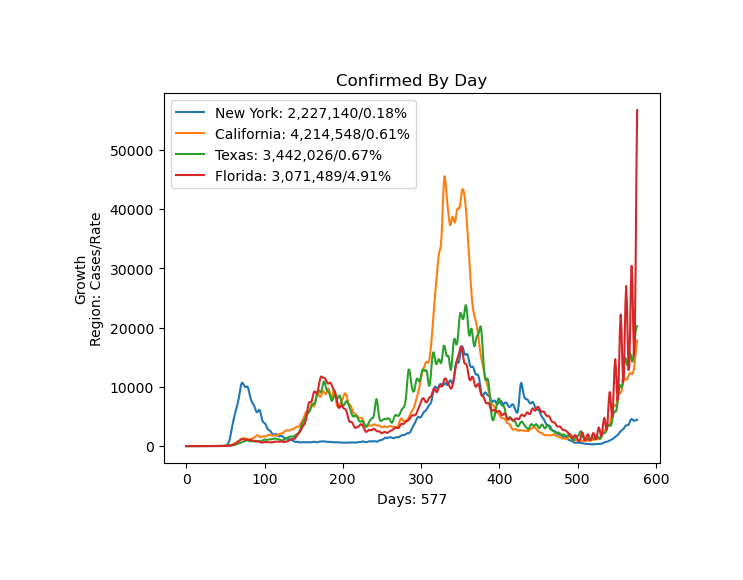 Confirmed By Day
New York: 2,227,140/0.18%
California: 4,214,548/0.61%
Texas: 3,442,026/0.67%
Florida: 3,071,489/4.91%
Growth
Region: Cases/Rate
50000
40000
30000
20000
10000
0
0 100 200 300 400 500 600
Days: 577